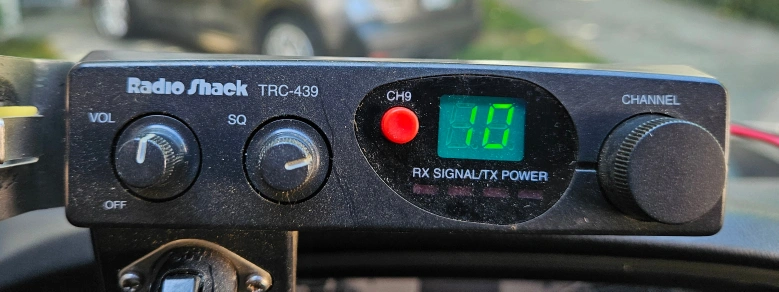 Radio Shack TRC-439
VOL
OFF
SQ
CH9
10
RX SIGNAL/TX POWER
CHANNEL